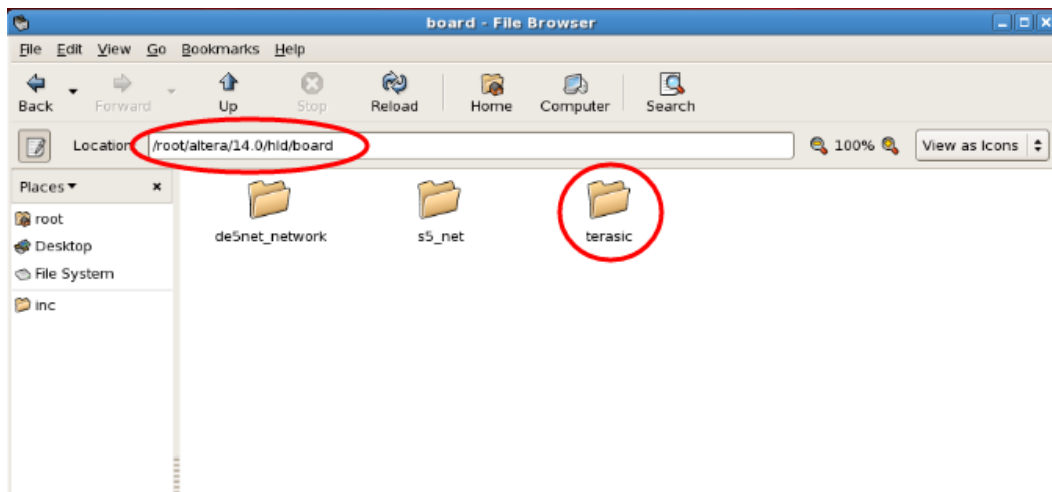 board - File Browser
File Edit View Go Bookmarks Help
Back Forward Up Stop Reload Home Computer Search
Location: /root/altera/14.0/hld/board 100% View as Icons
Places
root
Desktop
File System
inc
de5net_network s5_net terasic